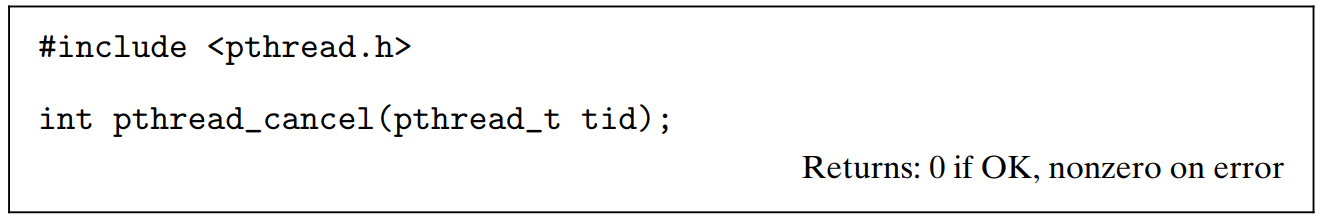 #include <pthread.h>
int pthread_cancel(pthread_t tid);
Returns: 0 if OK, nonzero on error